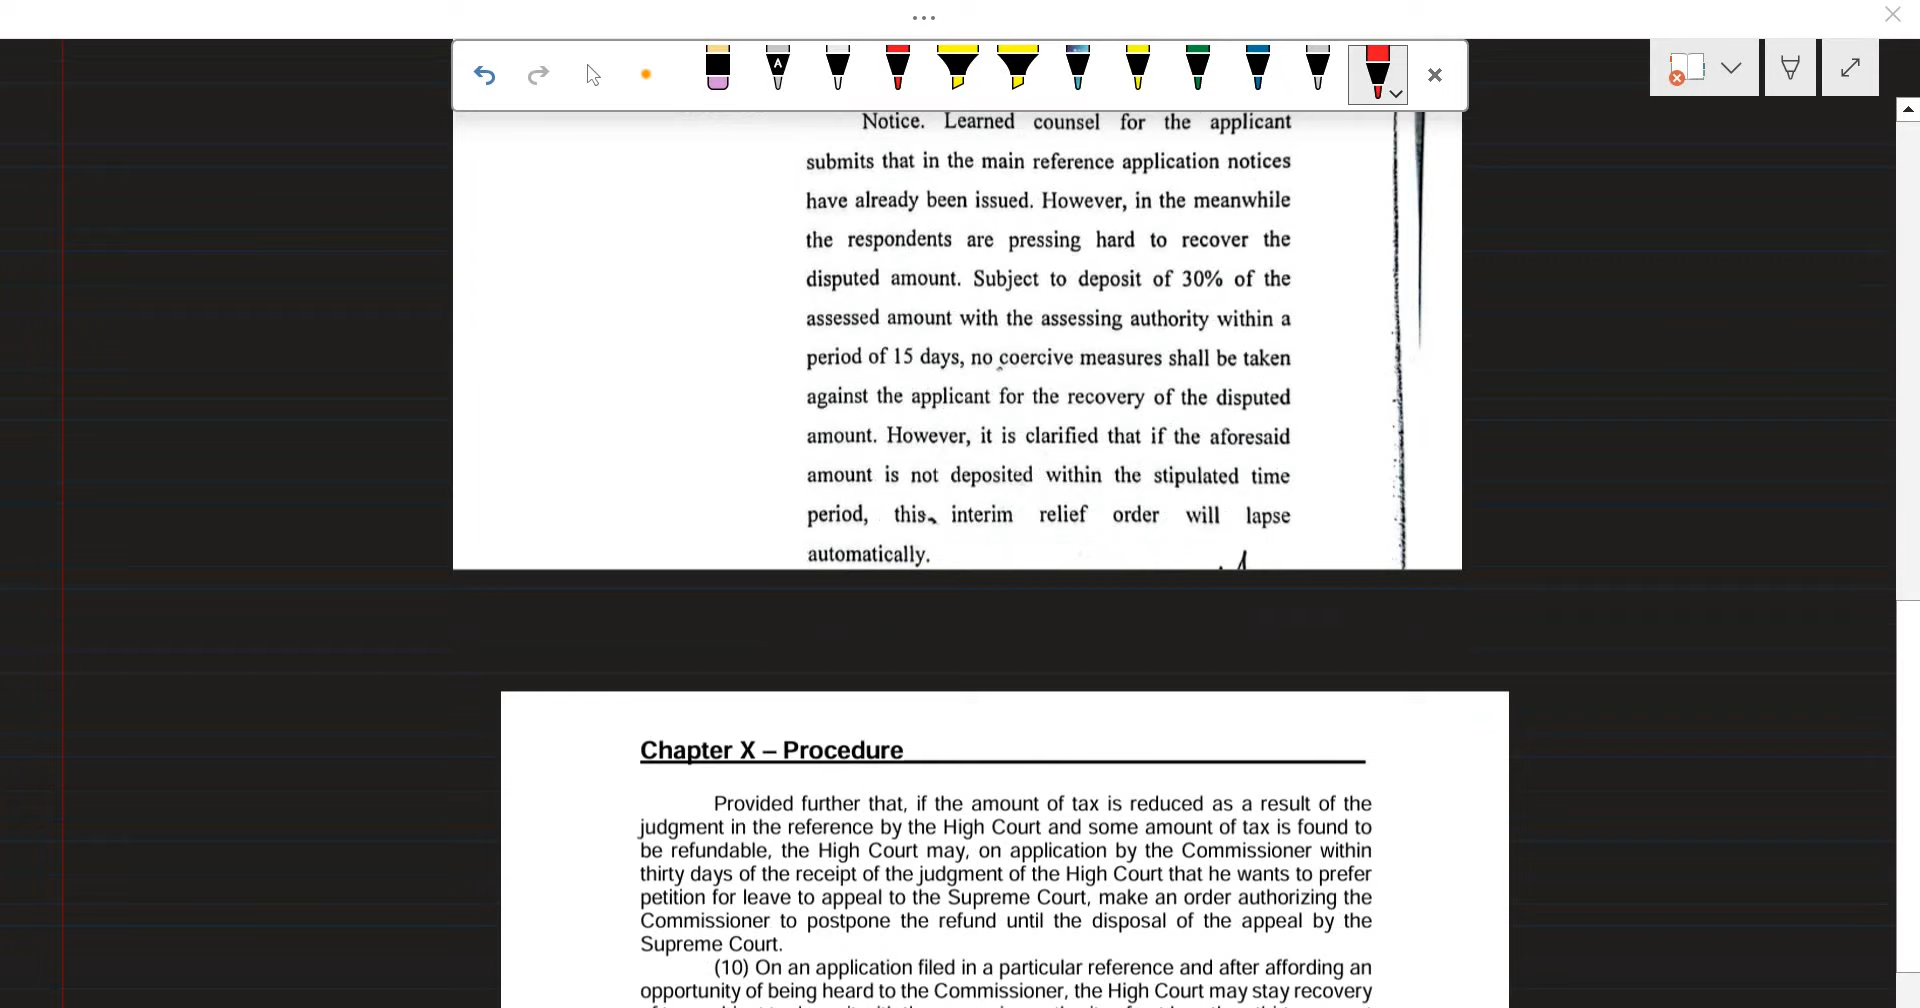 Notice. Learned counsel for the applicant
submits that in the main reference application notices
have already been issued. However, in the meanwhile
the respondents are pressing hard to recover the
disputed amount. Subject to deposit of 30% of the
assessed amount with the assessing authority within a
period of 15 days, no coercive measures shall be taken
against the applicant for the recovery of the disputed
amount. However, it is clarified that if the aforesaid
amount is not deposited within the stipulated time
period, this interim relief order will lapse
automatically.
Chapter X – Procedure
Provided further that, if the amount of tax is reduced as a result of the
judgment in the reference by the High Court and some amount of tax is found to
be refundable, the High Court may, on application by the Commissioner within
thirty days of the receipt of the judgment of the High Court that he wants to prefer
petition for leave to appeal to the Supreme Court, make an order authorizing the
Commissioner to postpone the refund until the disposal of the appeal by the
Supreme Court.
(10) On an application filed in a particular reference and after affording an
opportunity of being heard to the Commissioner, the High Court may stay recovery